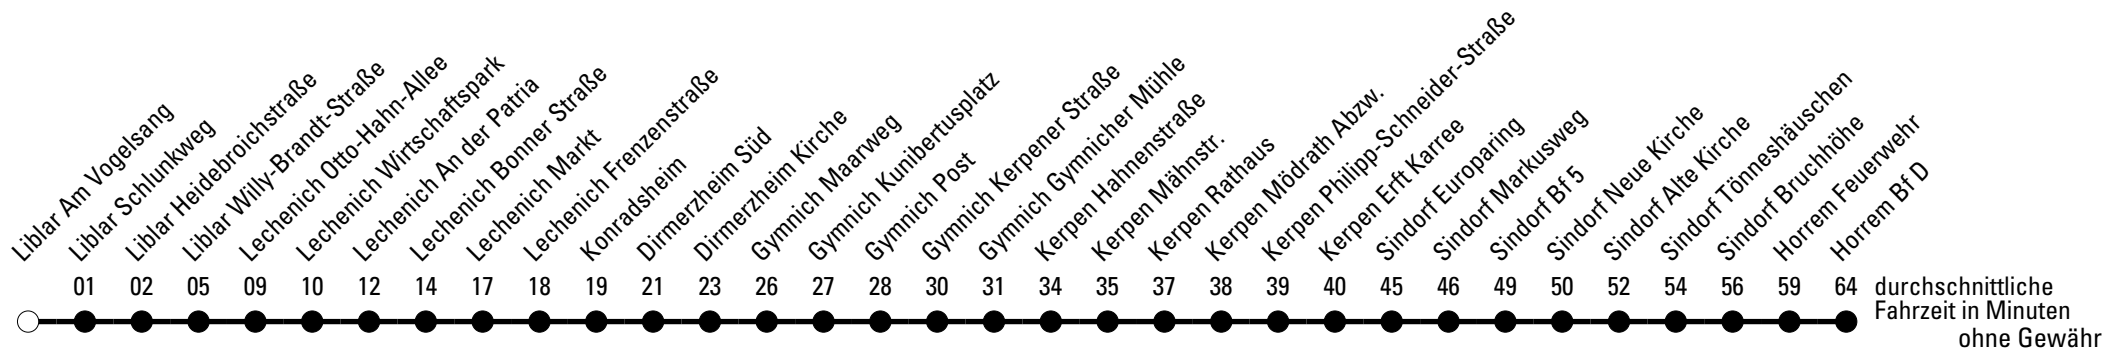 Liblar Am Vogelsang
Liblar Schlunkweg
Liblar Heidebroichstraße
Liblar Willy-Brandt-Straße
Lechenich Otto-Hahn-Allee
Lechenich Wirtschaftspark
Lechenich An der Patria
Lechenich Bonner Straße
Lechenich Markt
Lechenich Frenzenstraße
Konradsheim
Dirmerzheim Süd
Dirmerzheim Kirche
Gymnich Maarweg
Gymnich Kunibertusplatz
Gymnich Post
Gymnich Kerpener Straße
Gymnich Gymnicher Mühle
Kerpen Hahnenstraße
Kerpen Mähnstr.
Kerpen Rathaus
Kerpen Mödrath Abzw.
Kerpen Philipp-Schneider-Straße
Kerpen Erft Karree
Sindorf Europaring
Sindorf Markusweg
Sindorf Bf 5
Sindorf Neue Kirche
Sindorf Alte Kirche
Sindorf Tönneshäuschen
Sindorf Bruchhöhe
Horrem Feuerwehr
Horrem Bf D
01 02 05 09 10 12 14 17 18 19 21 23 26 27 28 30 31 34 35 37 38 39 40 45 46 49 50 52 54 56 59 64 durchschnittliche
Fahrzeit in Minuten
ohne Gewähr